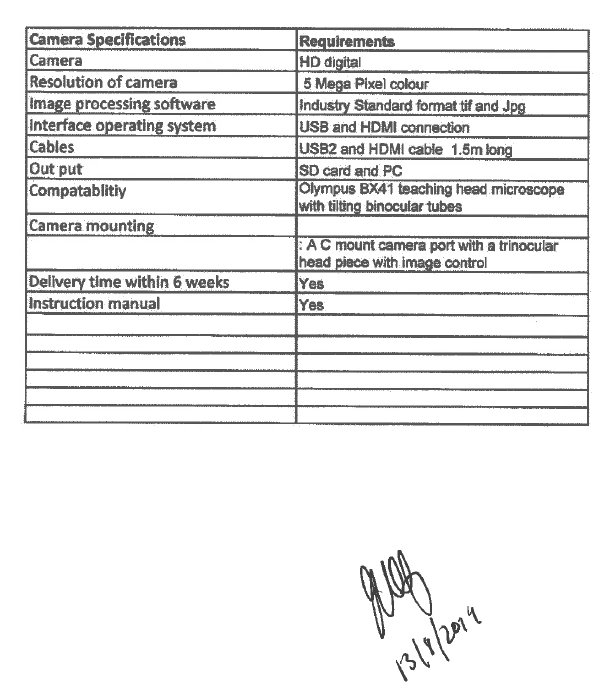 Camera Specifications Requirements
Camera HD digital
Resolution of camera 5 Mega Pixel colour
Image processing software Industry Standard format tif and Jpg
Interface operating system USB and HDMI connection
Cables USB2 and HDMI cable 1.5m long
Out put SD card and PC
Compatablitiy Olympus BX41 teaching head microscope
with tilting binocular tubes
Camera mounting
: A C mount camera port with a trinocular
head piece with image control
Delivery time within 6 weeks Yes
Instruction manual Yes